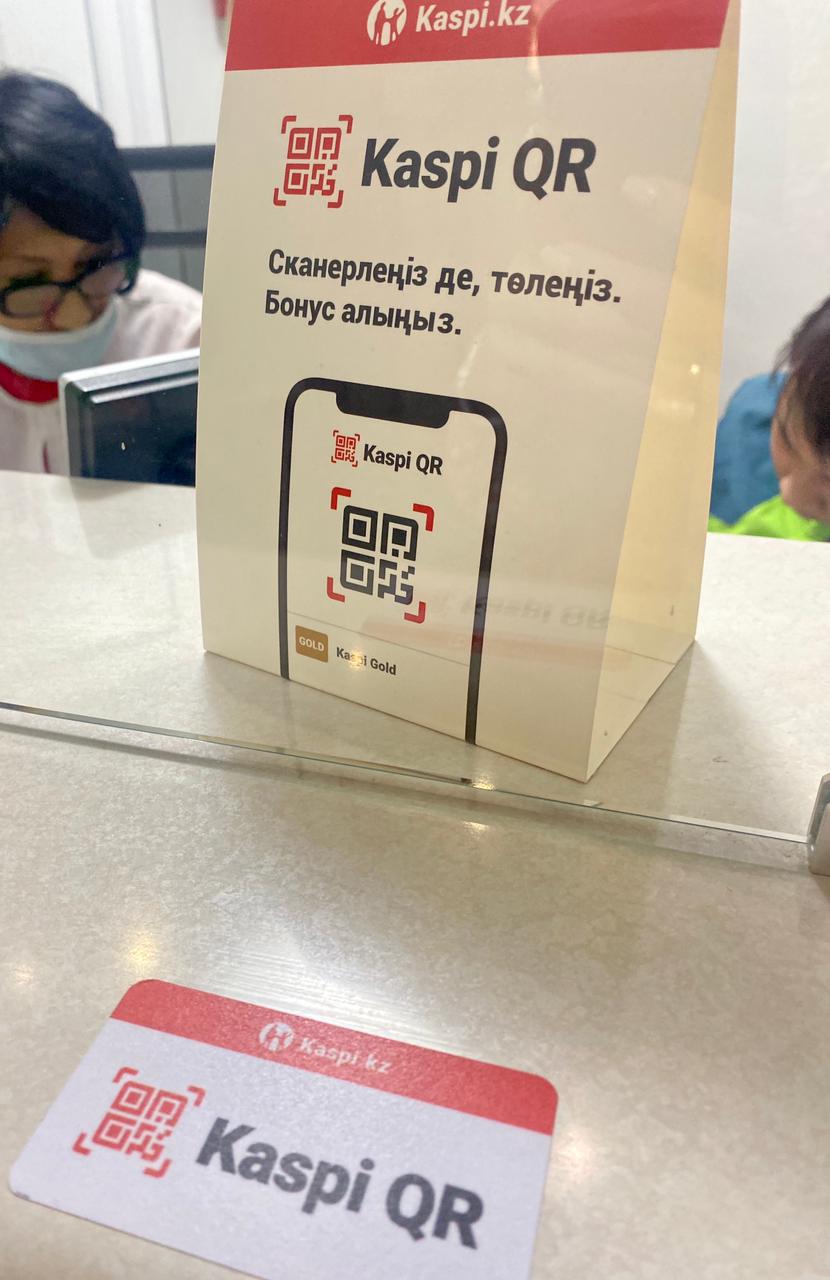 Kaspi.kz
Kaspi QR
Сканерлеңіз де, төлеңіз.
Бонус алыңыз.
Kaspi QR
GOLD
Kaspi Gold
Kaspi.kz
Kaspi QR